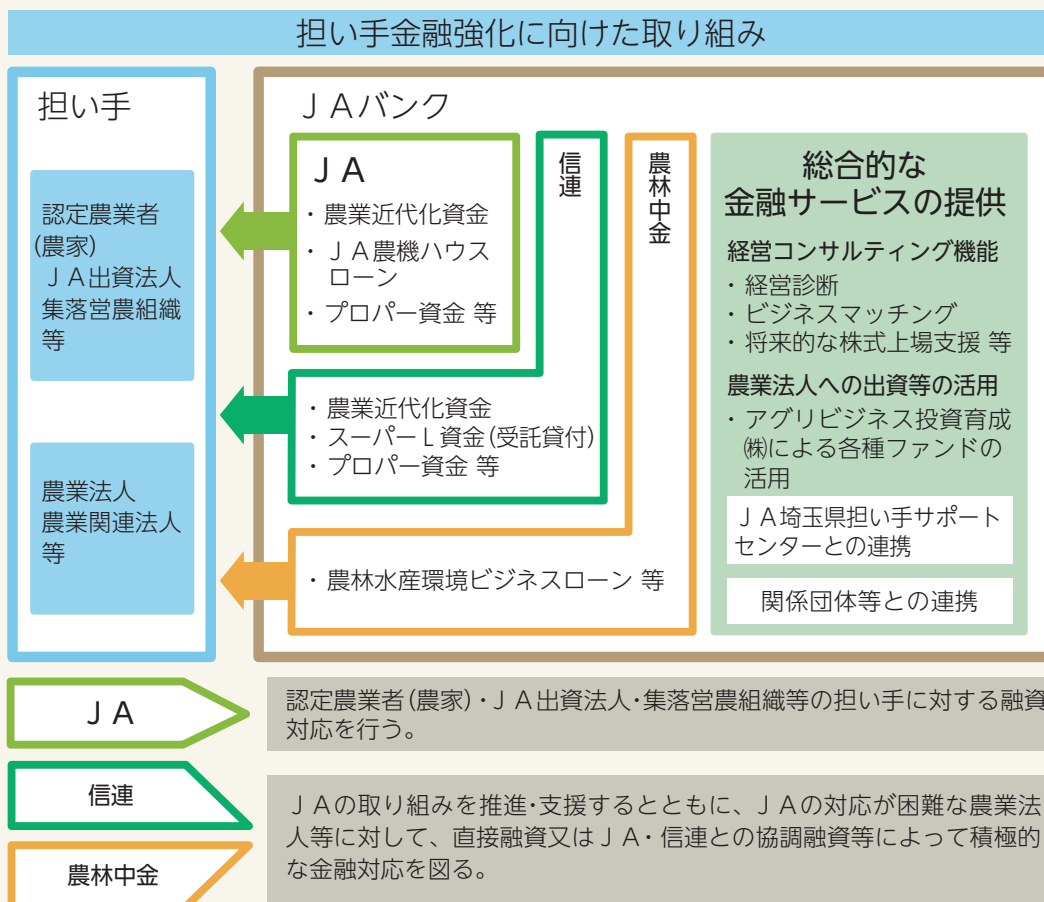 担い手金融強化に向けた取り組み
担い手
認定農業者
(農家)
ＪＡ出資法人
集落営農組織
等
農業法人
農業関連法人
等
ＪＡバンク
ＪＡ
・農業近代化資金
・ＪＡ農機ハウス
ローン
・プロパー資金 等
信連
・農業近代化資金
・スーパーＬ資金(受託貸付)
・プロパー資金 等
農林中金
・農林水産環境ビジネスローン 等
総合的な
金融サービスの提供
経営コンサルティング機能
・経営診断
・ビジネスマッチング
・将来的な株式上場支援 等
農業法人への出資等の活用
・アグリビジネス投資育成
㈱による各種ファンドの
活用
ＪＡ埼玉県担い手サポート
センターとの連携
関係団体等との連携
ＪＡ
認定農業者(農家)・ＪＡ出資法人・集落営農組織等の担い手に対する融資
対応を行う。
信連
農林中金
ＪＡの取り組みを推進・支援するとともに、ＪＡの対応が困難な農業法
人等に対して、直接融資又はＪＡ・信連との協調融資等によって積極的
な金融対応を図る。